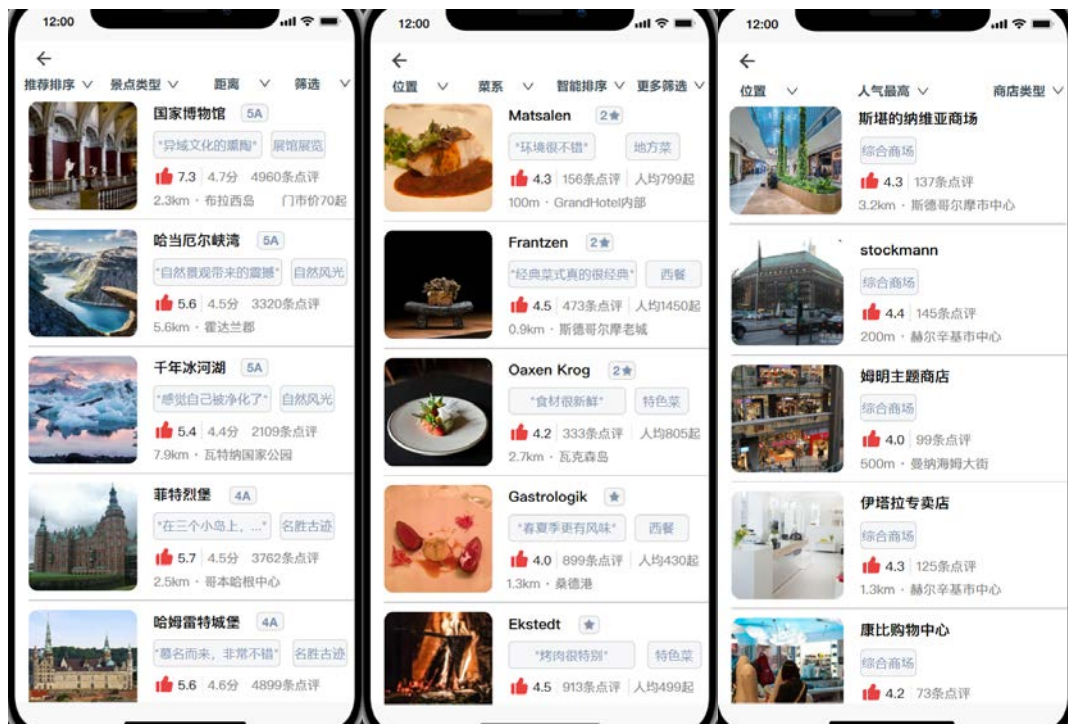 12:00
推荐排序 景点类型 距离 筛选
国家博物馆 5A
"异域文化的熏陶" 展馆展览
7.3 4.7分 4960条点评
2.3km · 布拉西岛 门市价70起
哈当厄尔峡湾 5A
"自然景观带来的震撼" 自然风光
5.6 4.5分 3320条点评
5.6km · 霍达兰郡
千年冰河湖 5A
"感觉自己被净化了" 自然风光
5.4 4.4分 2109条点评
7.9km · 瓦特纳国家公园
菲特烈堡 4A
"在三个小岛上，..." 名胜古迹
5.7 4.5分 3762条点评
2.5km · 哥本哈根中心
哈姆雷特城堡 4A
"慕名而来，非常不错" 名胜古迹
5.6 4.6分 4899条点评
12:00
位置 菜系 智能排序 更多筛选
Matsalen 2★
"环境很不错" 地方菜
4.3 156条点评 人均799起
100m · GrandHotel内部
Frantzen 2★
"经典菜式真的很经典" 西餐
4.5 473条点评 人均1450起
0.9km · 斯德哥尔摩老城
Oaxen Krog 2★
"食材很新鲜" 特色菜
4.2 333条点评 人均805起
2.7km · 瓦克森岛
Gastrologik ★
"春夏季更有风味" 西餐
4.0 899条点评 人均430起
1.3km · 桑德港
Ekstedt ★
"烤肉很特别" 特色菜
4.5 913条点评 人均499起
12:00
位置 人气最高 商店类型
斯堪的纳维亚商场
综合商场
4.3 137条点评
3.2km · 斯德哥尔摩市中心
stockmann
综合商场
4.4 145条点评
200m · 赫尔辛基市中心
姆明主题商店
综合商场
4.0 99条点评
500m · 曼纳海姆大街
伊塔拉专卖店
综合商场
4.3 125条点评
1.3km · 赫尔辛基市中心
康比购物中心
综合商场
4.2 73条点评